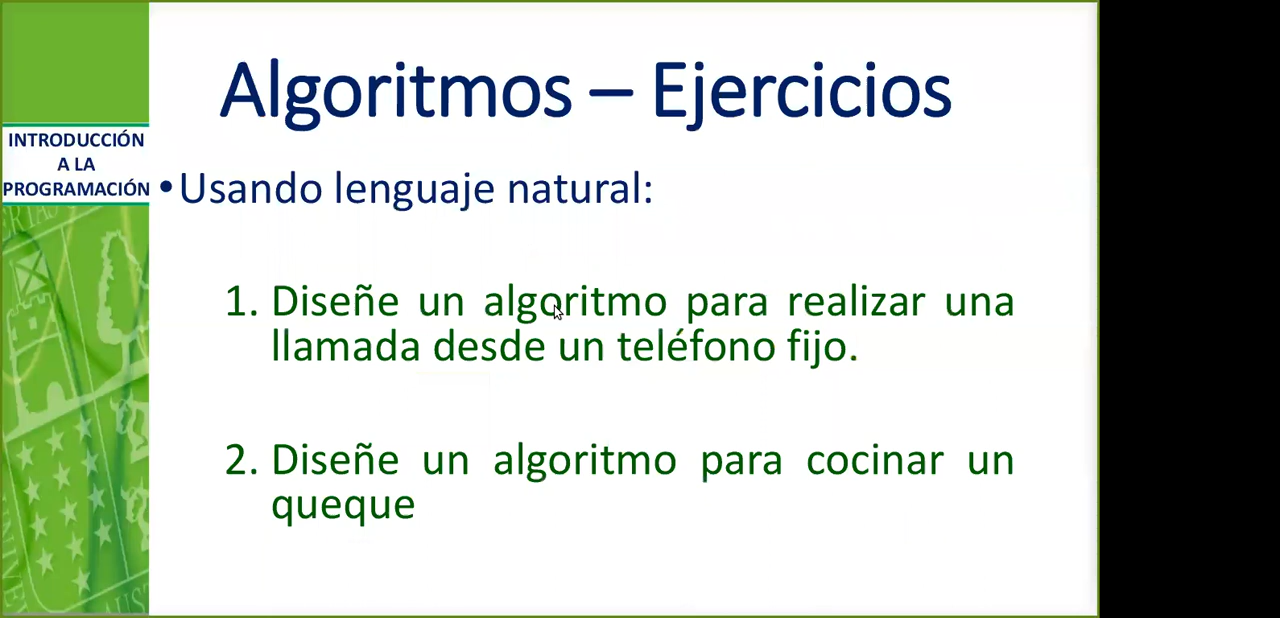 Algoritmos – Ejercicios
INTRODUCCIÓN
A LA
PROGRAMACIÓN
•Usando lenguaje natural:
1. Diseñe un algoritmo para realizar una
llamada desde un teléfono fijo.
2. Diseñe un algoritmo para cocinar un
queque